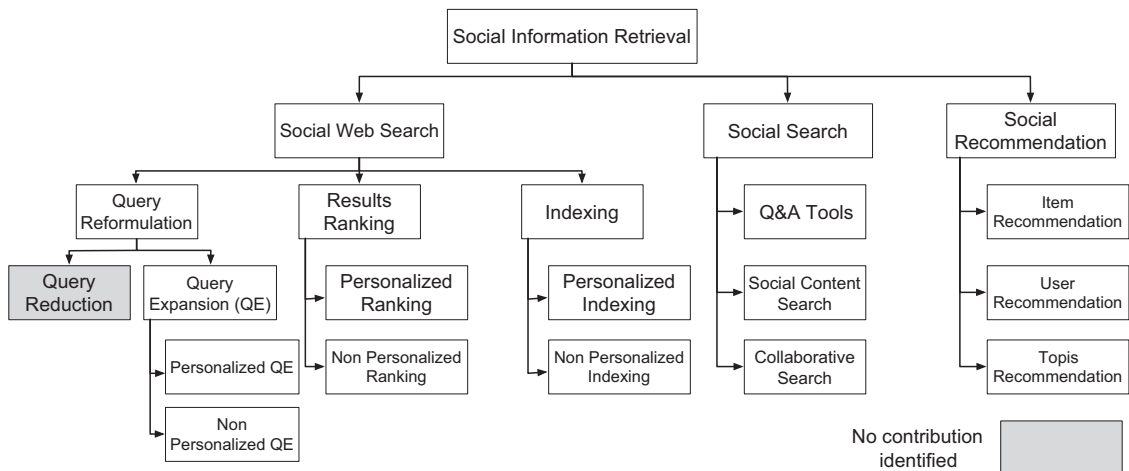 Social Information Retrieval
Social Web Search
Social Search
Social
Recommendation
Query
Reformulation
Results
Ranking
Indexing
Q&A Tools
Item
Recommendation
Query
Reduction
Query
Expansion (QE)
Personalized
Ranking
Personalized
Indexing
Social Content
Search
User
Recommendation
Personalized QE
Non Personalized
Ranking
Non Personalized
Indexing
Collaborative
Search
Topis
Recommendation
Non
Personalized QE
No contribution
identified